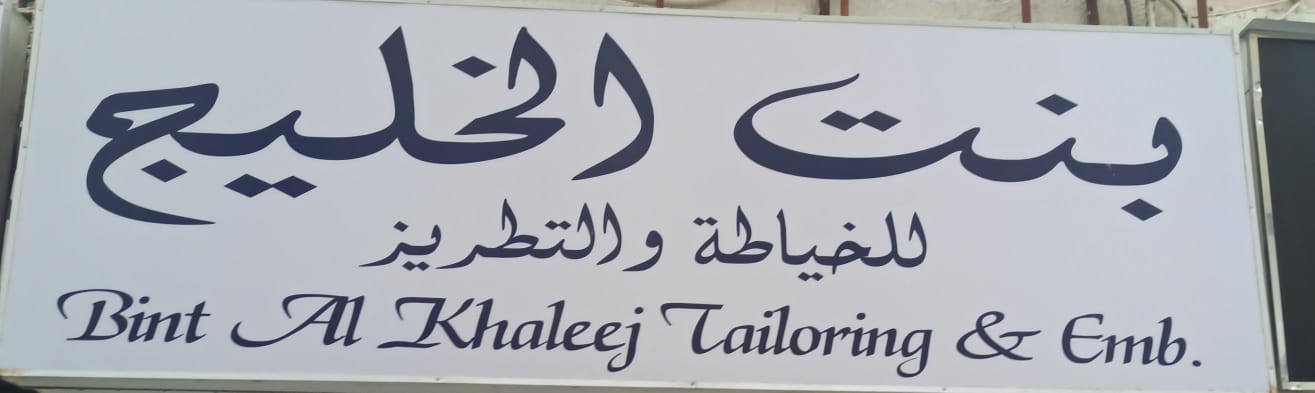 بنت الخليج
للخياطة والتطريز
Bint Al Khaleej Tailoring & Emb.